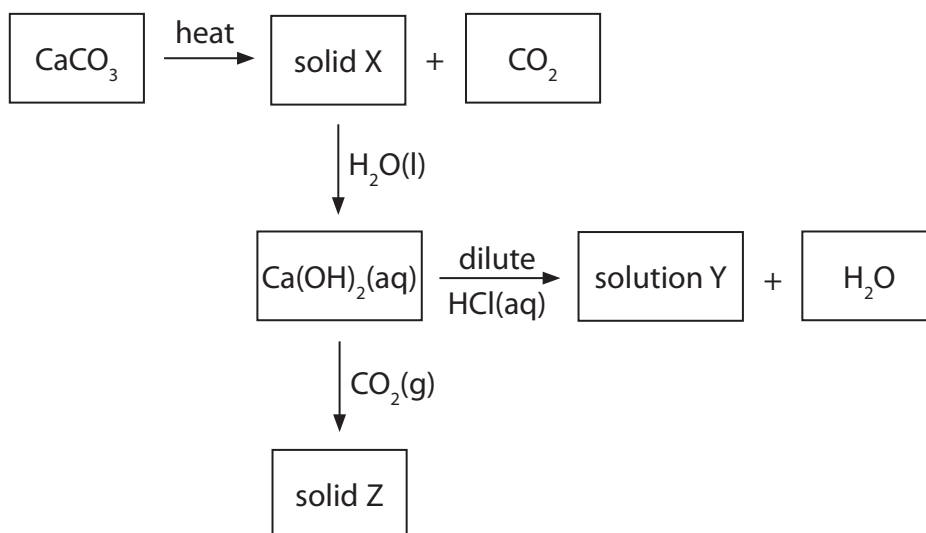 CaCO₃ heat solid X + CO₂
H₂O(l)
Ca(OH)₂(aq) dilute HCl(aq) solution Y + H₂O
CO₂(g)
solid Z